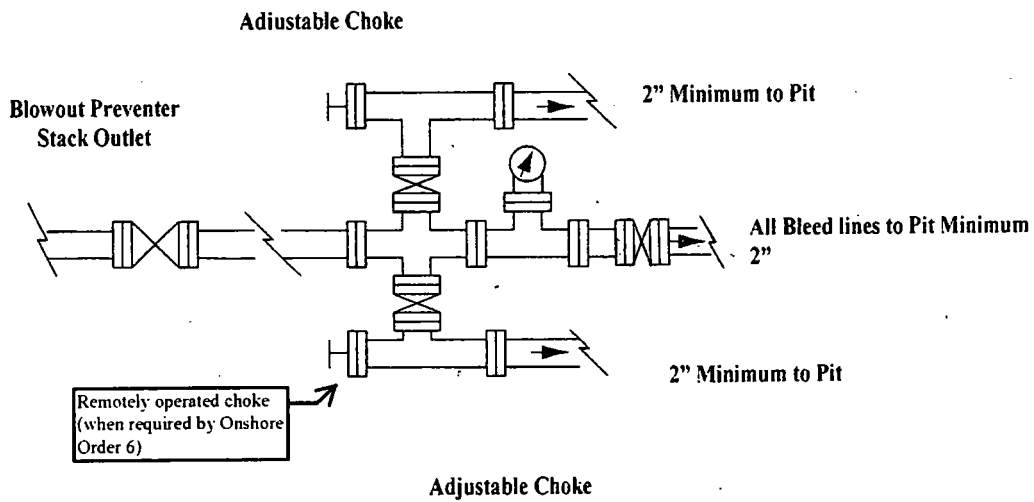 Adiustable Choke
Blowout Preventer
Stack Outlet
2" Minimum to Pit
All Bleed lines to Pit Minimum
2"
2" Minimum to Pit
Remotely operated choke
(when required by Onshore
Order 6)
Adjustable Choke